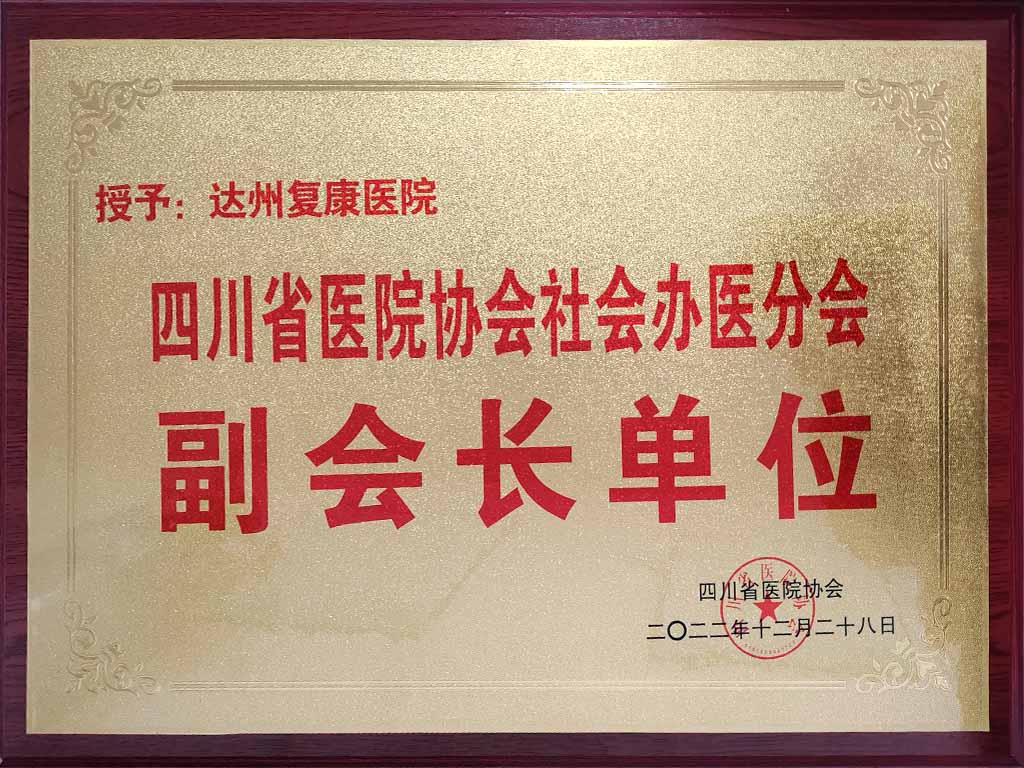 授予：达州复康医院
四川省医院协会社会办医分会
副会长单位
四川省医院协会
二〇二二年十二月二十八日